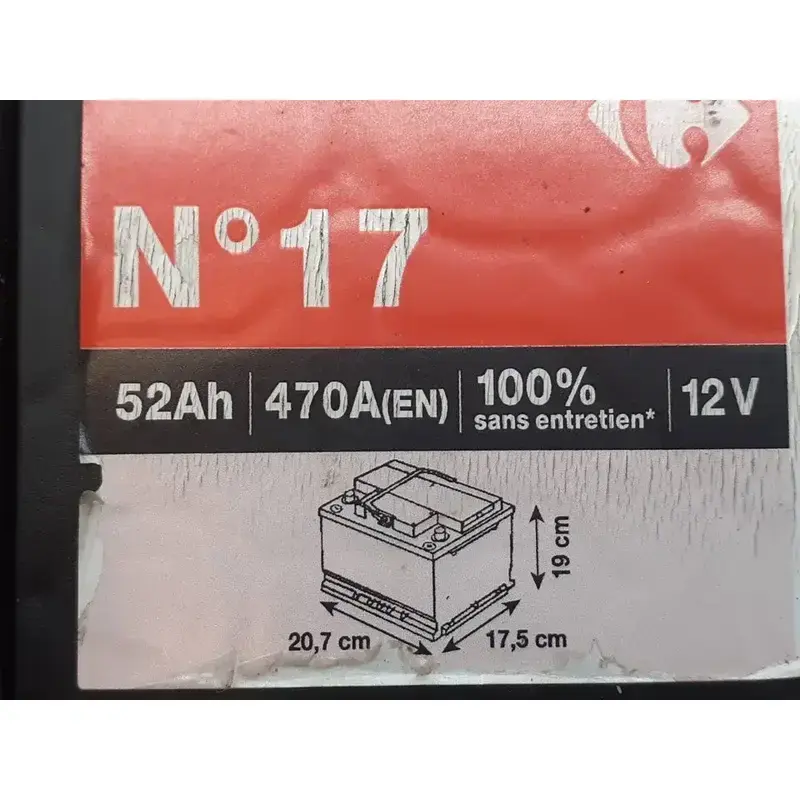 N°17
52Ah | 470A(EN) | 100% sans entretien* | 12V
19 cm
20,7 cm 17,5 cm